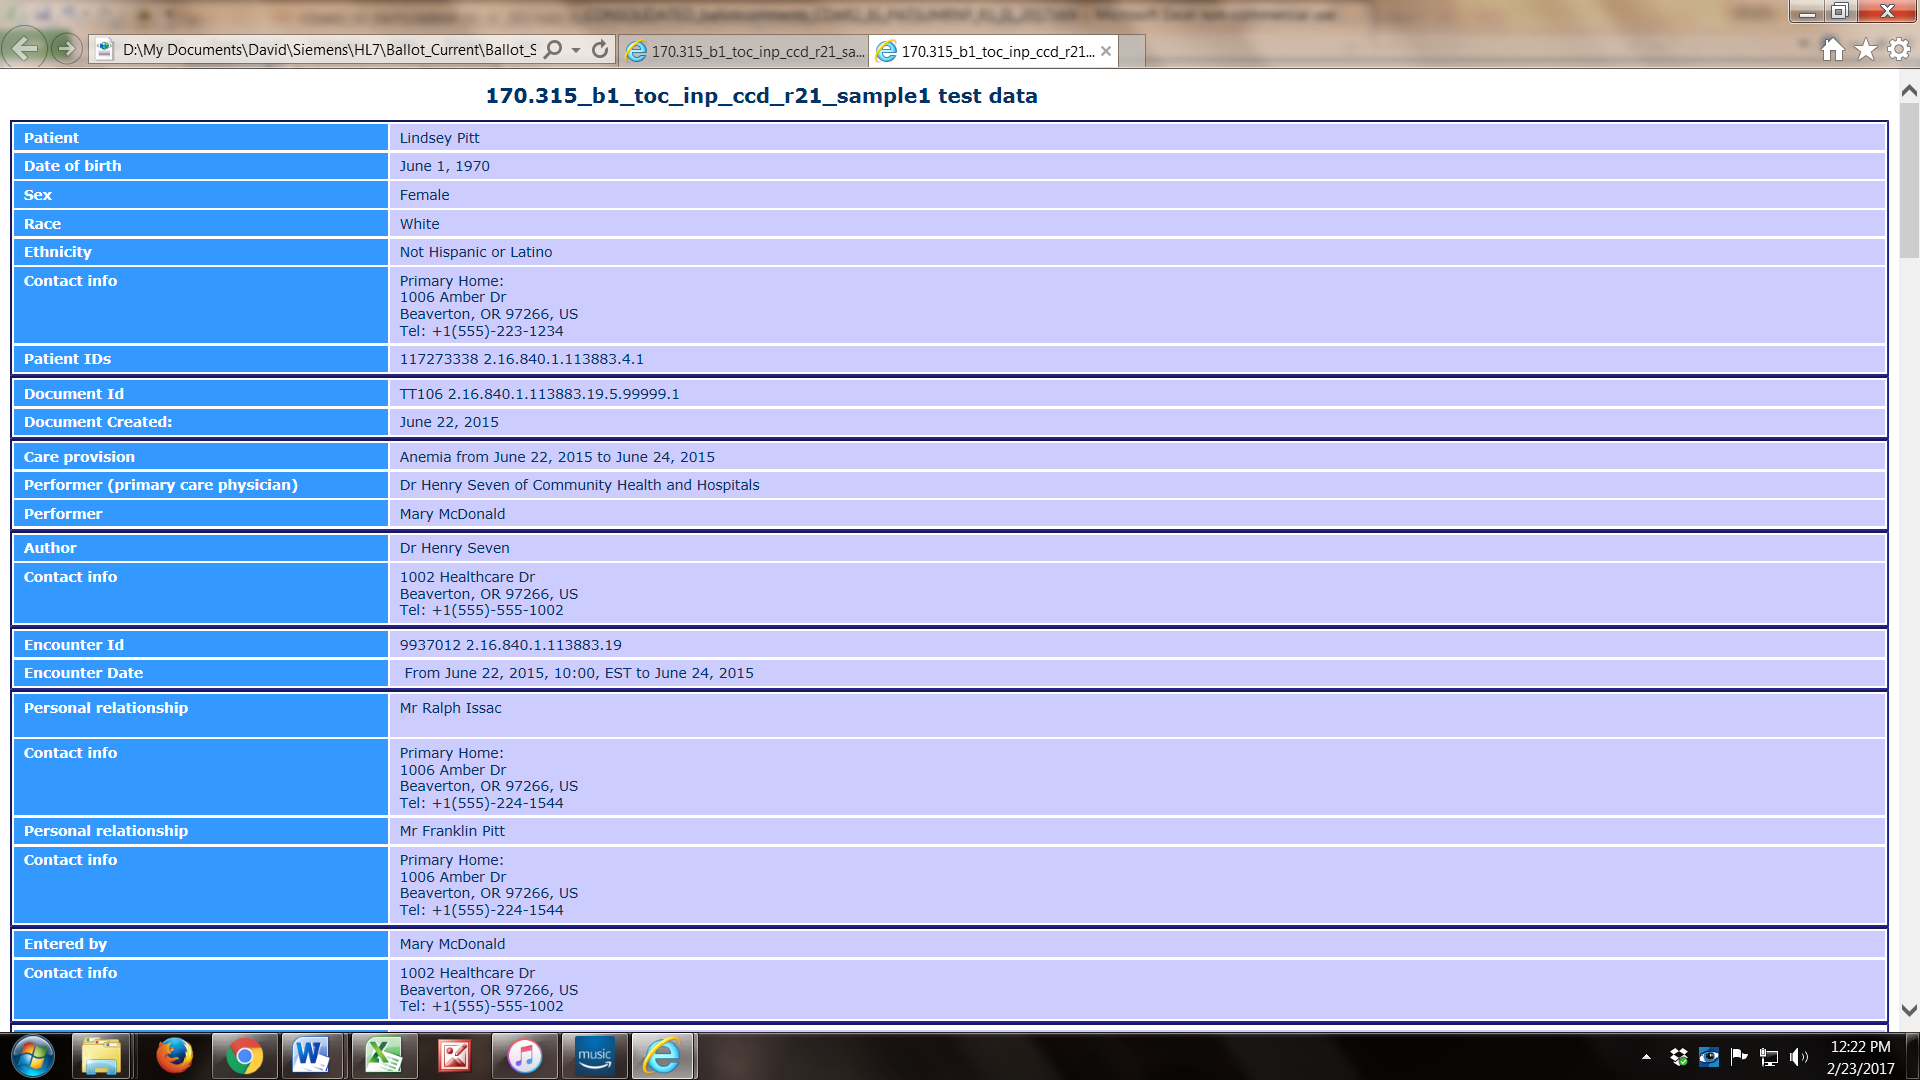 D:\My Documents\David\Siemens\HL7\Ballot_Current\Ballot_S
170.315_b1_toc_inp_ccd_r21_sa...
170.315_b1_toc_inp_ccd_r21...
170.315_b1_toc_inp_ccd_r21_sample1 test data
Patient Lindsey Pitt
Date of birth June 1, 1970
Sex Female
Race White
Ethnicity Not Hispanic or Latino
Contact info Primary Home:
1006 Amber Dr
Beaverton, OR 97266, US
Tel: +1(555)-223-1234
Patient IDs 117273338 2.16.840.1.113883.4.1
Document Id TT106 2.16.840.1.113883.19.5.99999.1
Document Created: June 22, 2015
Care provision Anemia from June 22, 2015 to June 24, 2015
Performer (primary care physician) Dr Henry Seven of Community Health and Hospitals
Performer Mary McDonald
Author Dr Henry Seven
Contact info 1002 Healthcare Dr
Beaverton, OR 97266, US
Tel: +1(555)-555-1002
Encounter Id 9937012 2.16.840.1.113883.19
Encounter Date From June 22, 2015, 10:00, EST to June 24, 2015
Personal relationship Mr Ralph Issac
Contact info Primary Home:
1006 Amber Dr
Beaverton, OR 97266, US
Tel: +1(555)-224-1544
Personal relationship Mr Franklin Pitt
Contact info Primary Home:
1006 Amber Dr
Beaverton, OR 97266, US
Tel: +1(555)-224-1544
Entered by Mary McDonald
Contact info 1002 Healthcare Dr
Beaverton, OR 97266, US
Tel: +1(555)-555-1002
music
12:22 PM
2/23/2017